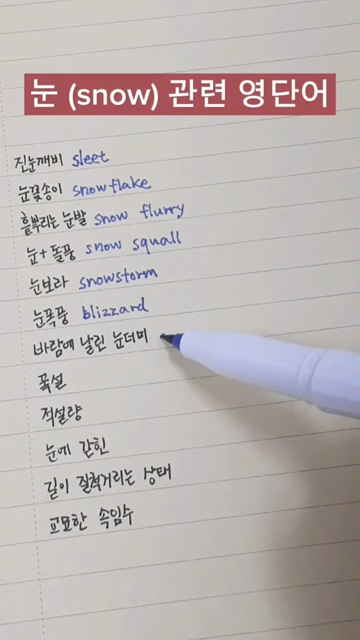 눈 (snow) 관련 영단어
진눈깨비 sleet
눈꽃송이 snowflake
흩뿌리는 눈발 snow flurry
눈+돌풍 snow squall
눈보라 snowstorm
눈폭풍 blizzard
바람에 날린 눈더미
폭설
적설량
눈에 갇힌
길이 질척거리는 상태
교묘한 속임수